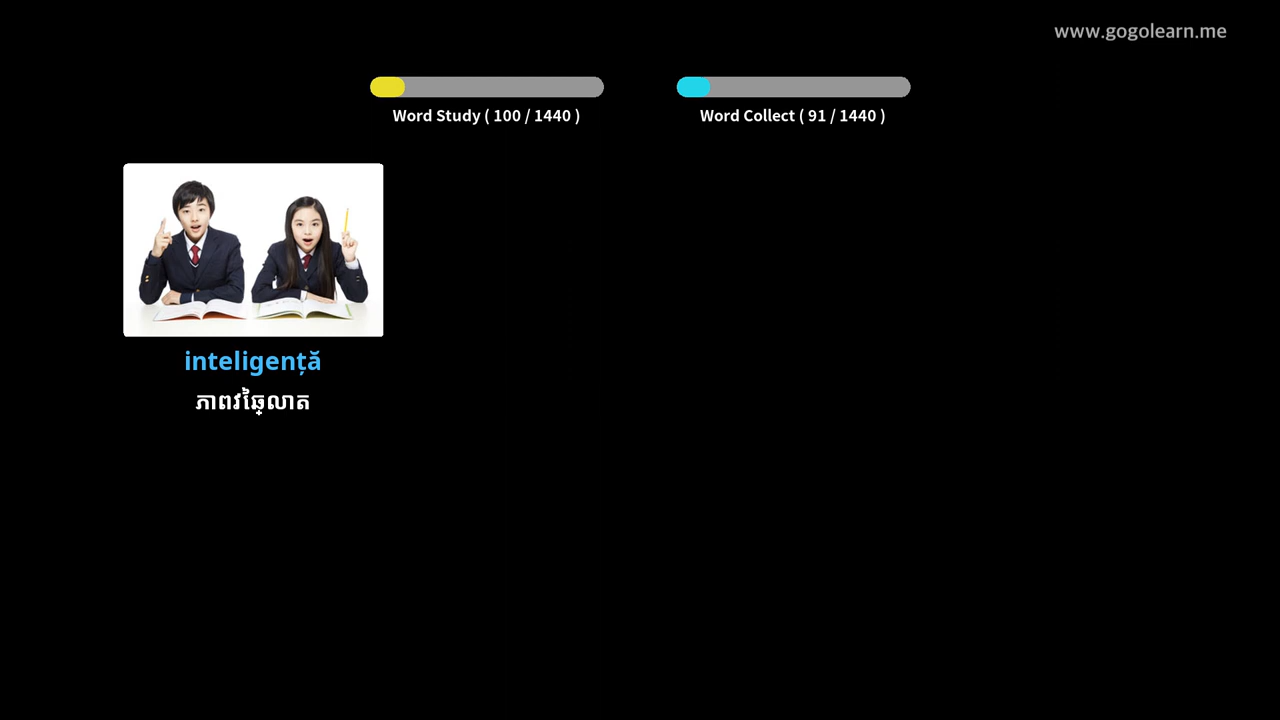 www.gogolearn.me
Word Study ( 100 / 1440 )
Word Collect ( 91 / 1440 )
inteligență
ភាពវៃឆ្លាត